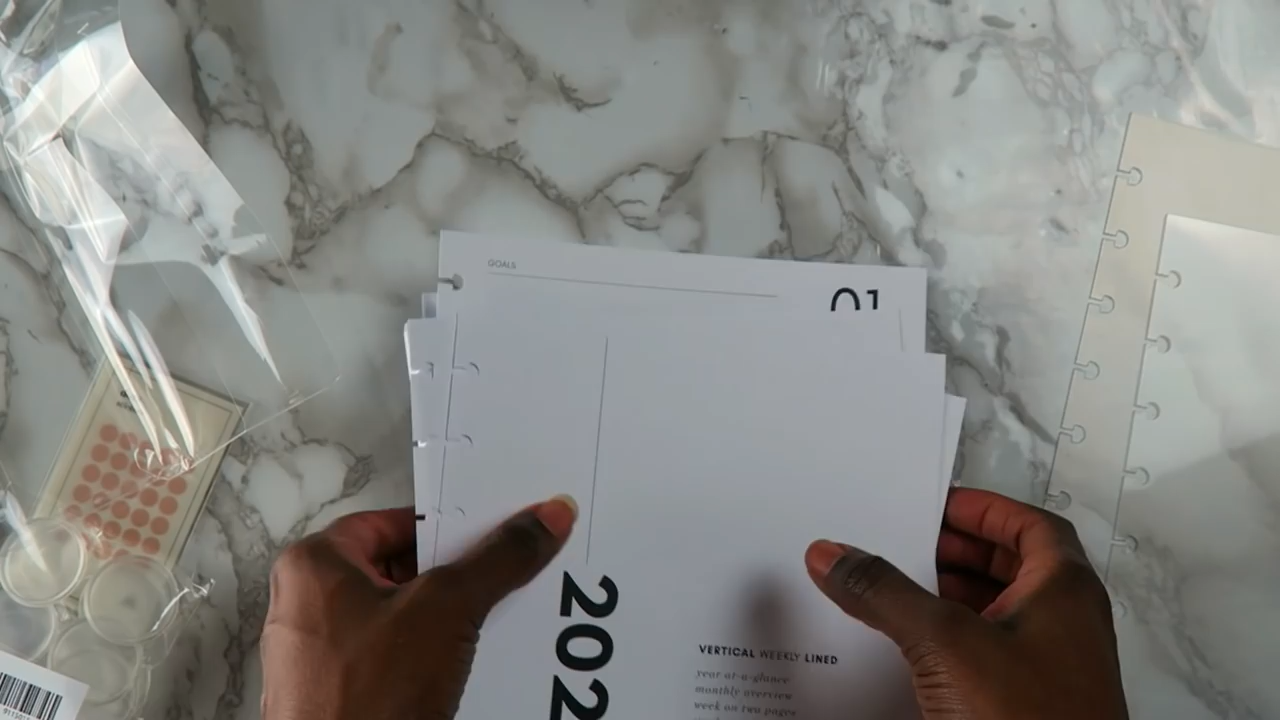 GOALS
01
202
VERTICAL WEEKLY LINED
year at-a-glance
monthly overview
week on two pages